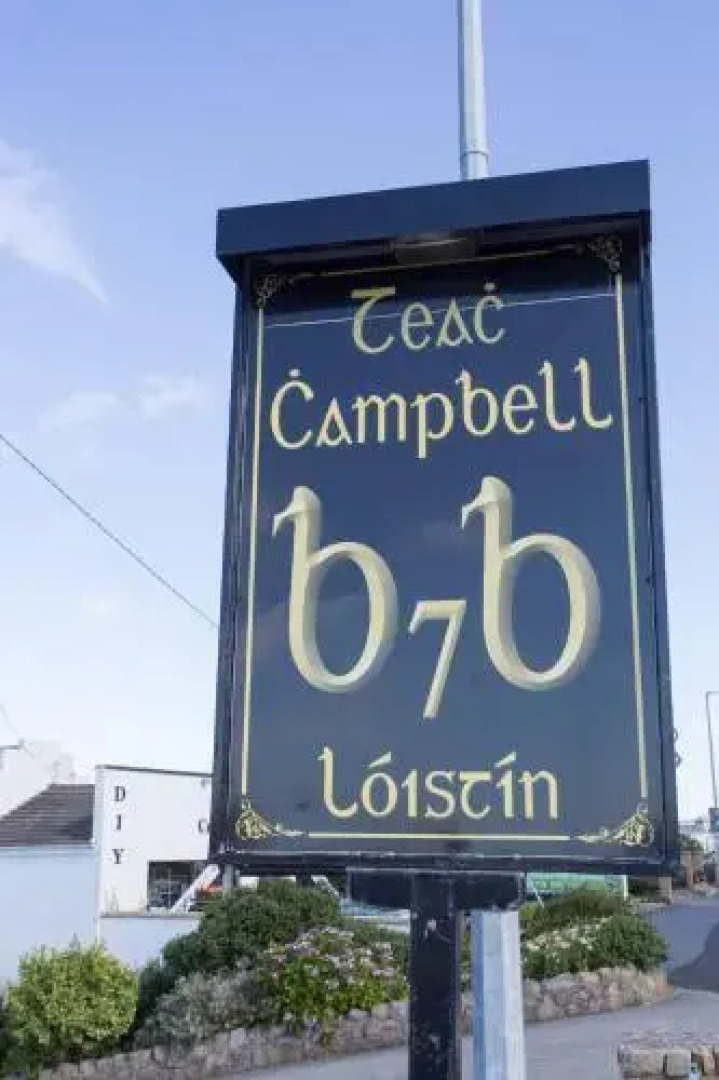 Teaċ
Ċampbell
b⁊b
Lóistín
DIY